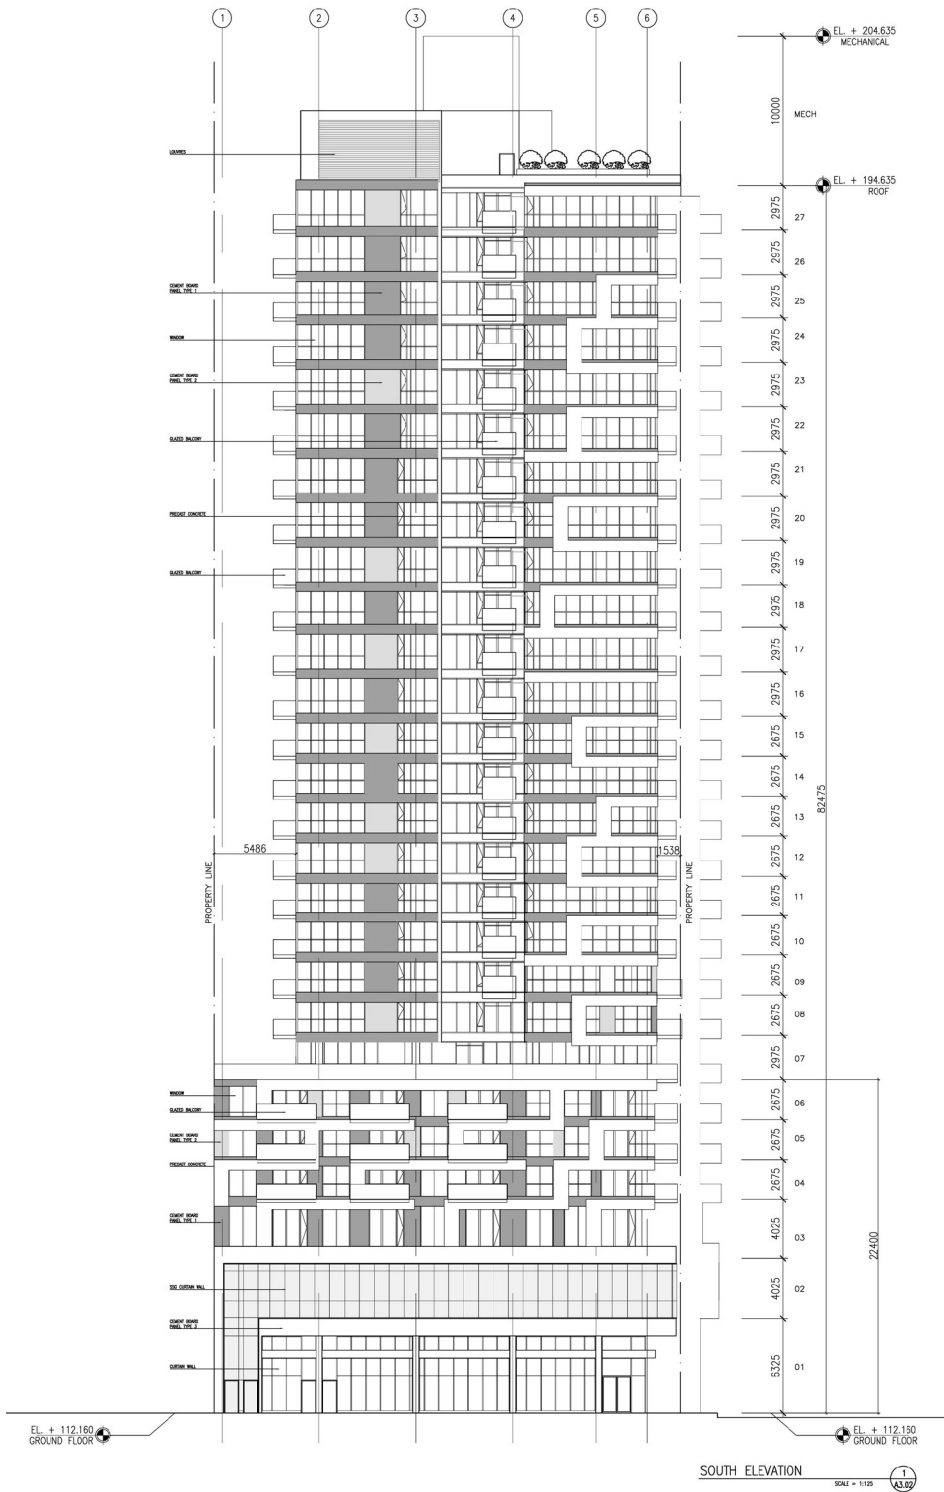 1 2 3 4 5 6
EL. + 204.635
MECHANICAL
10000
MECH
LOUVRES
EL. + 194.635
ROOF
2975 27
2975 26
CEMENT BOARD
PANEL TYPE 1
2975 25
WINDOW
2975 24
CEMENT BOARD
PANEL TYPE 2
2975 23
GLAZED BALCONY
2975 22
2975 21
PRECAST CONCRETE
2975 20
GLAZED BALCONY
2975 19
2975 18
2975 17
2975 16
2675 15
2675 14
82475
2675 13
5486
1538
PROPERTY LINE
PROPERTY LINE
2675 12
2675 11
2675 10
2675 09
2675 08
2975 07
WINDOW
GLAZED BALCONY
2675 06
CEMENT BOARD
PANEL TYPE 2
2675 05
PRECAST CONCRETE
2675 04
CEMENT BOARD
PANEL TYPE 1
4025 03
22400
SSG CURTAIN WALL
4025 02
CEMENT BOARD
PANEL TYPE 3
CURTAIN WALL
6325 01
EL. + 112.160
GROUND FLOOR
EL. + 112.160
GROUND FLOOR
SOUTH ELEVATION
SCALE = 1:125
1
A3.02